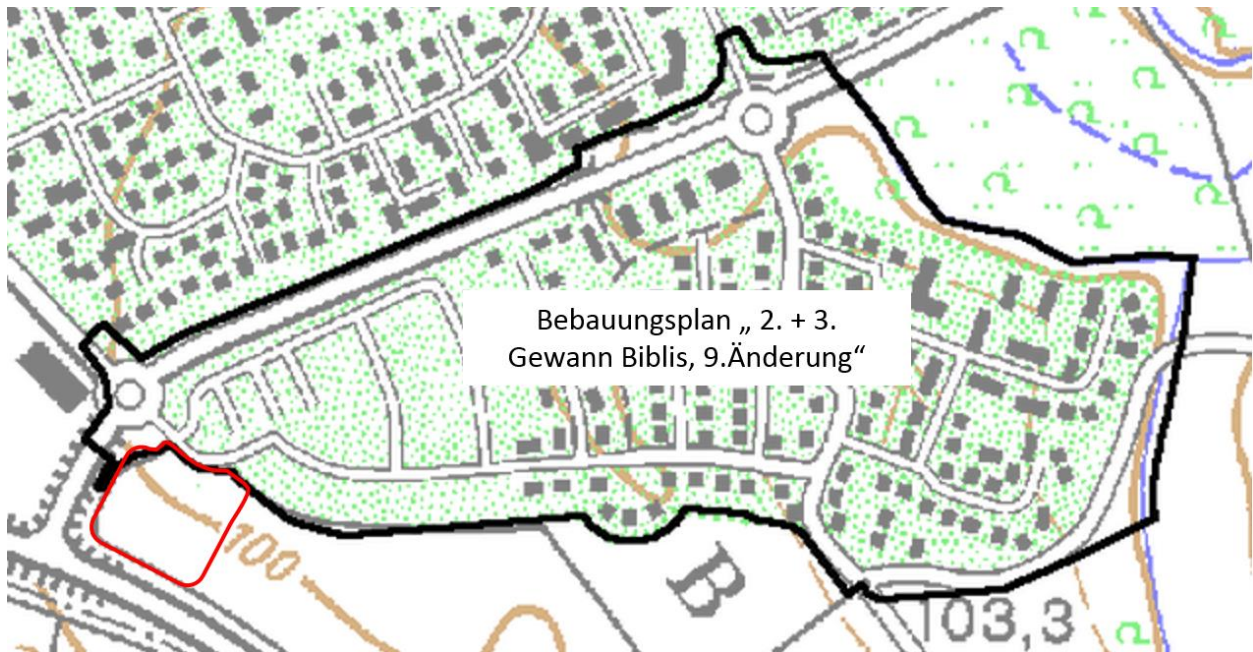 Bebauungsplan „ 2. + 3.
Gewann Biblis, 9.Änderung“
100
B
103,3